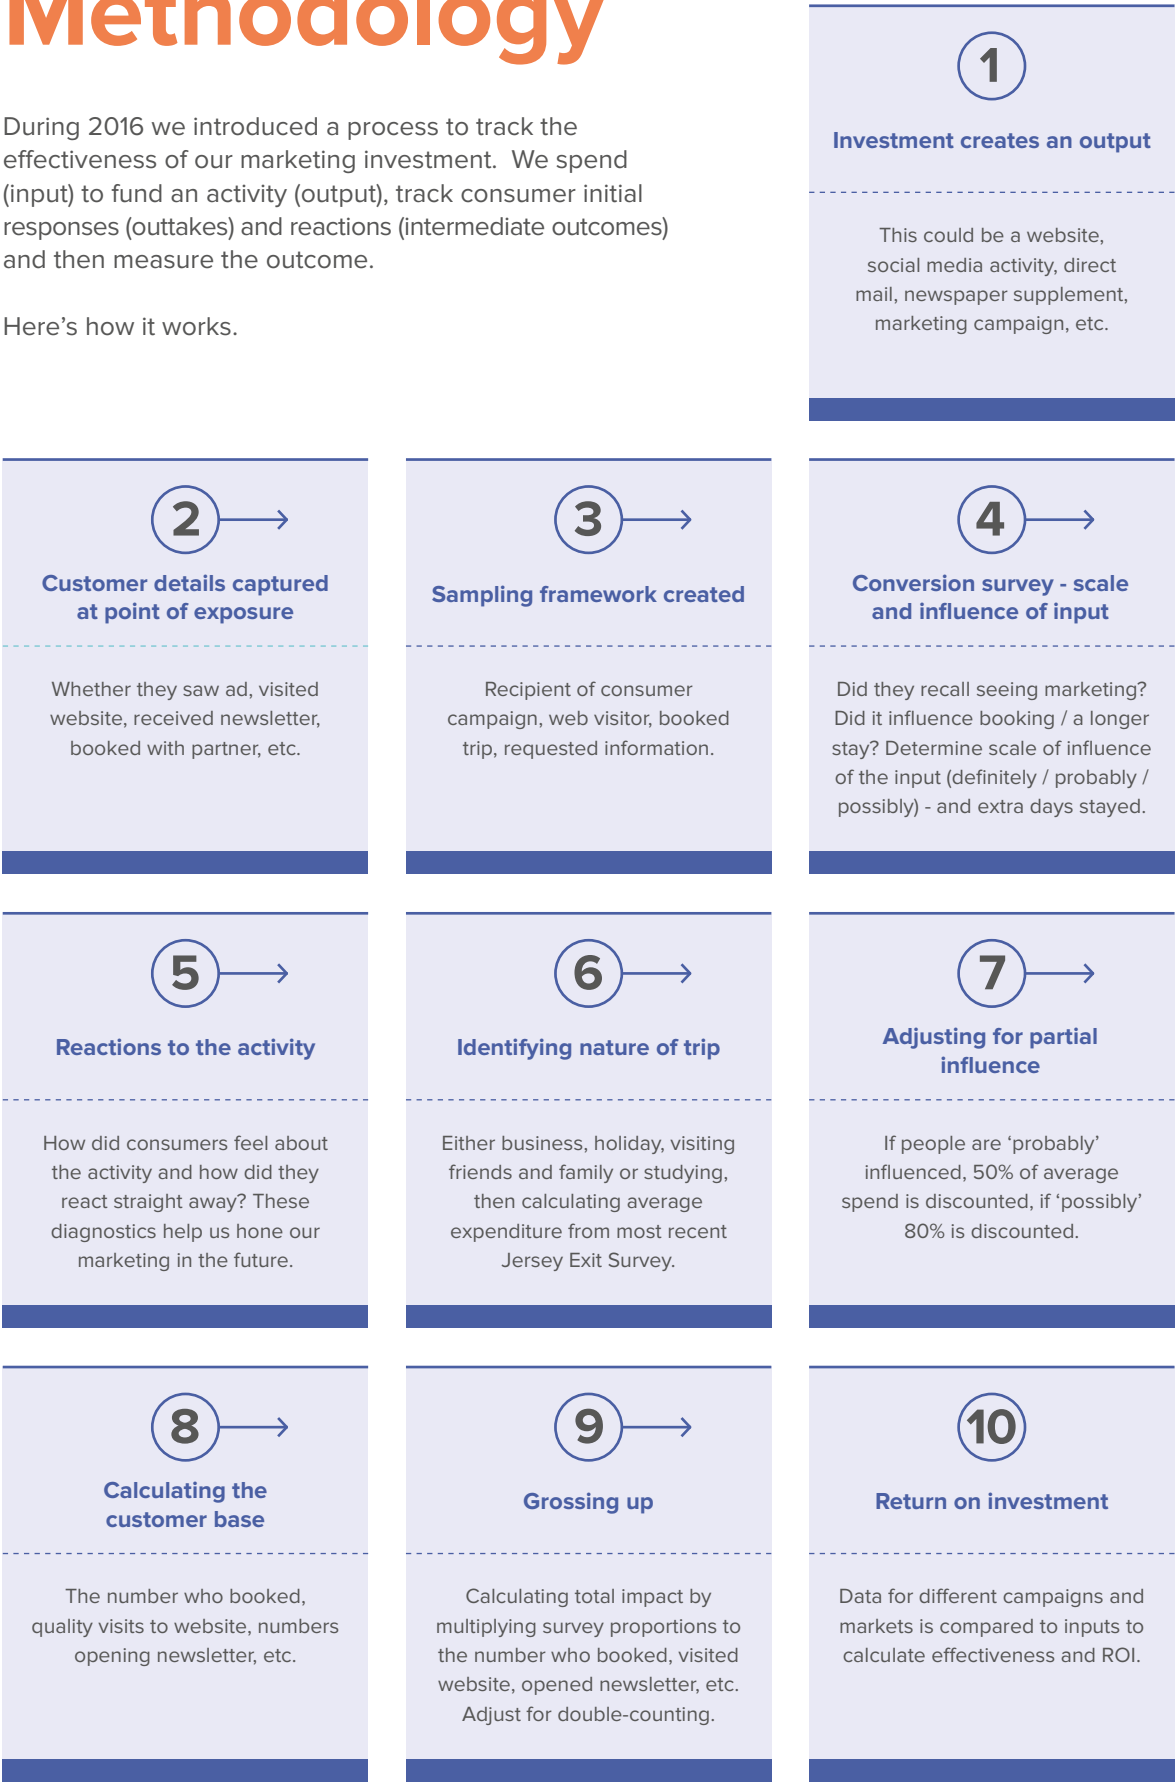 Methodology
During 2016 we introduced a process to track the
effectiveness of our marketing investment.  We spend
(input) to fund an activity (output), track consumer initial
responses (outtakes) and reactions (intermediate outcomes)
and then measure the outcome.
Here’s how it works.
1
Investment creates an output
This could be a website,
social media activity, direct
mail, newspaper supplement,
marketing campaign, etc.
2
Customer details captured
at point of exposure
Whether they saw ad, visited
website, received newsletter,
booked with partner, etc.
3
Sampling framework created
Recipient of consumer
campaign, web visitor, booked
trip, requested information.
4
Conversion survey - scale
and influence of input
Did they recall seeing marketing?
Did it influence booking / a longer
stay? Determine scale of influence
of the input (definitely / probably /
possibly) - and extra days stayed.
5
Reactions to the activity
How did consumers feel about
the activity and how did they
react straight away? These
diagnostics help us hone our
marketing in the future.
6
Identifying nature of trip
Either business, holiday, visiting
friends and family or studying,
then calculating average
expenditure from most recent
Jersey Exit Survey.
7
Adjusting for partial
influence
If people are ‘probably’
influenced, 50% of average
spend is discounted, if ‘possibly’
80% is discounted.
8
Calculating the
customer base
The number who booked,
quality visits to website, numbers
opening newsletter, etc.
9
Grossing up
Calculating total impact by
multiplying survey proportions to
the number who booked, visited
website, opened newsletter, etc.
Adjust for double-counting.
10
Return on investment
Data for different campaigns and
markets is compared to inputs to
calculate effectiveness and ROI.